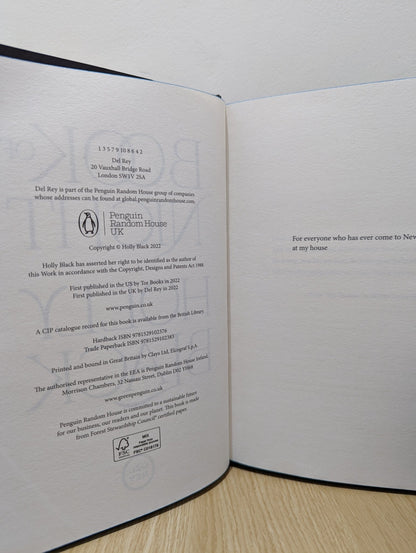 1 3 5 7 9 10 8 6 4 2
Del Rey
20 Vauxhall Bridge Road
London SW1V 2SA
Del Rey is part of the Penguin Random House group of companies
whose addresses can be found at global.penguinrandomhouse.com.
Penguin
Random House
UK
Copyright © Holly Black 2022
Holly Black has asserted her right to be identified as the author of
this Work in accordance with the Copyright, Designs and Patents Act 1988
First published in the US by Tor Books in 2022
First published in the UK by Del Rey in 2022
www.penguin.co.uk
A CIP catalogue record for this book is available from the British Library
Hardback ISBN 9781529102376
Trade Paperback ISBN 9781529102383
Printed and bound in Great Britain by Clays Ltd, Elcograf S.p.A.
The authorised representative in the EEA is Penguin Random House Ireland,
Morrison Chambers, 32 Nassau Street, Dublin D02 YH68
www.greenpenguin.co.uk
Penguin Random House is committed to a sustainable future
for our business, our readers and our planet. This book is made
from Forest Stewardship Council® certified paper.
FSC
MIX
FSC® C018179
For everyone who has ever come to New
at my house
BOOK
NIGHT
HOLLY
BLACK